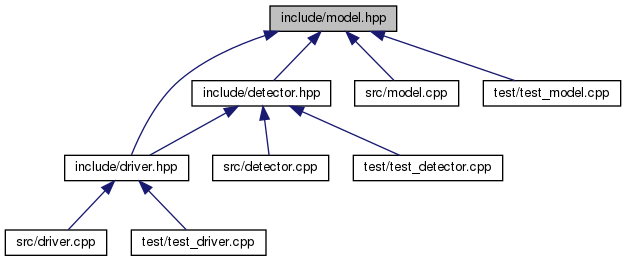 include/model.hpp
include/detector.hpp
src/model.cpp
test/test_model.cpp
include/driver.hpp
src/detector.cpp
test/test_detector.cpp
src/driver.cpp
test/test_driver.cpp